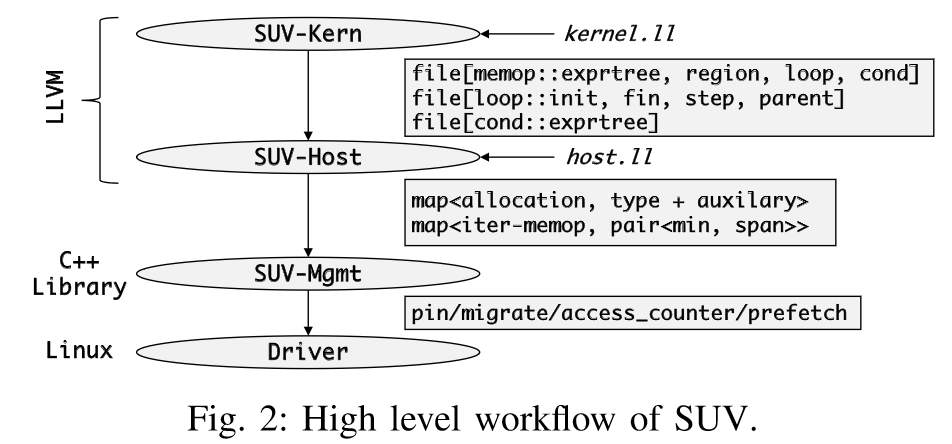 SUV-Kern
kernel.ll
LLVM
file[memop::exprtree, region, loop, cond]
file[loop::init, fin, step, parent]
file[cond::exprtree]
SUV-Host
host.ll
map<allocation, type + auxilary>
map<iter-memop, pair<min, span>>
C++
Library
SUV-Mgmt
pin/migrate/access_counter/prefetch
Linux
Driver
Fig. 2: High level workflow of SUV.